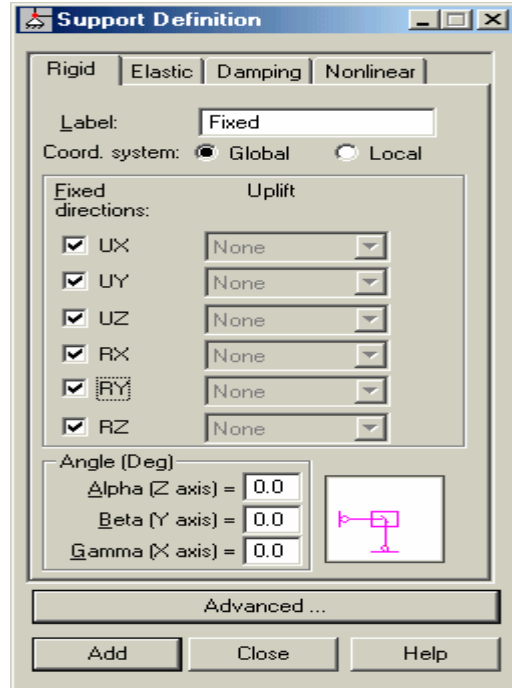 Support Definition
Rigid Elastic Damping Nonlinear
Label: Fixed
Coord. system: Global Local
Fixed directions: Uplift
UX None
UY None
UZ None
RX None
RY None
RZ None
Angle (Deg)
Alpha (Z axis) = 0.0
Beta (Y axis) = 0.0
Gamma (X axis) = 0.0
Advanced ...
Add Close Help